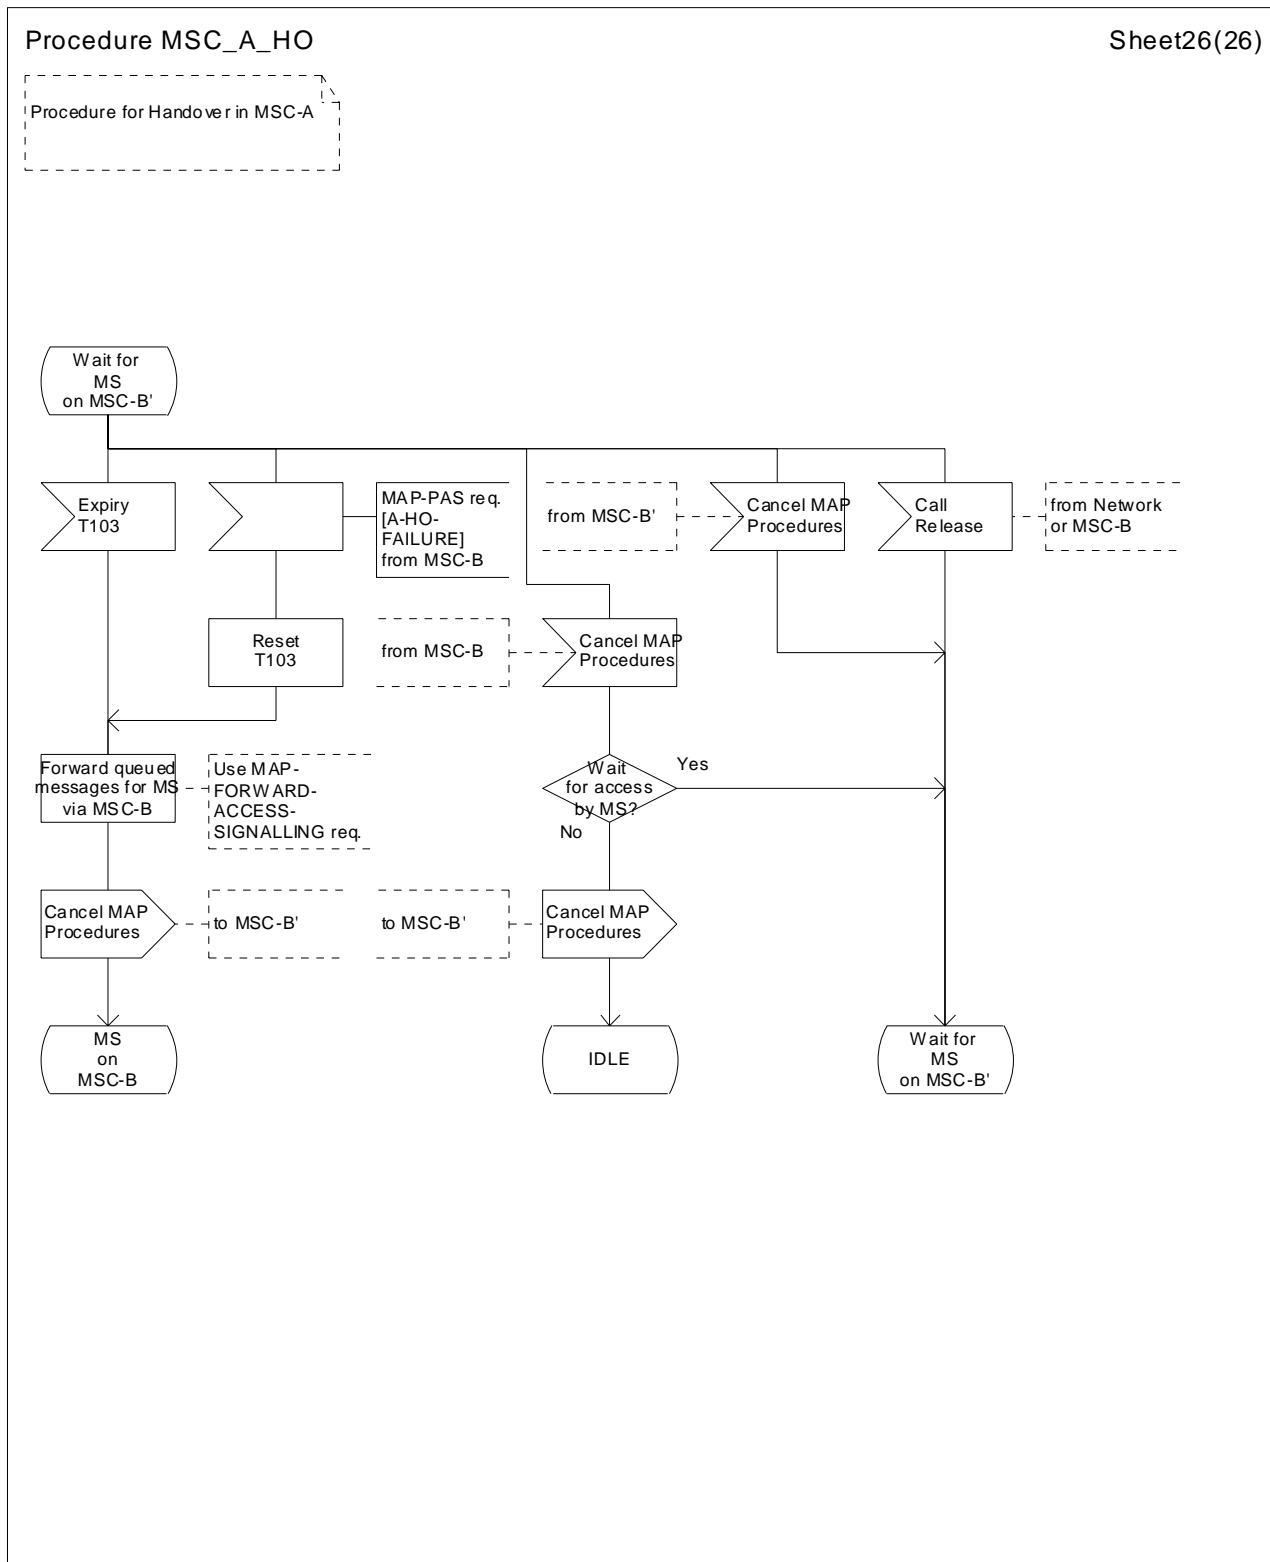 Procedure MSC_A_HO
Sheet26(26)
Procedure for Handover in MSC-A
Wait for
MS
on MSC-B'
Expiry
T103
MAP-PAS req.
[A-HO-
FAILURE]
from MSC-B
from MSC-B'
Cancel MAP
Procedures
Call
Release
from Network
or MSC-B
Reset
T103
from MSC-B
Cancel MAP
Procedures
Forward queued
messages for MS
via MSC-B
Use MAP-
FORWARD-
ACCESS-
SIGNALLING req.
Wait
for access
by MS?
Yes
No
Cancel MAP
Procedures
to MSC-B'
to MSC-B'
Cancel MAP
Procedures
MS
on
MSC-B
IDLE
Wait for
MS
on MSC-B'